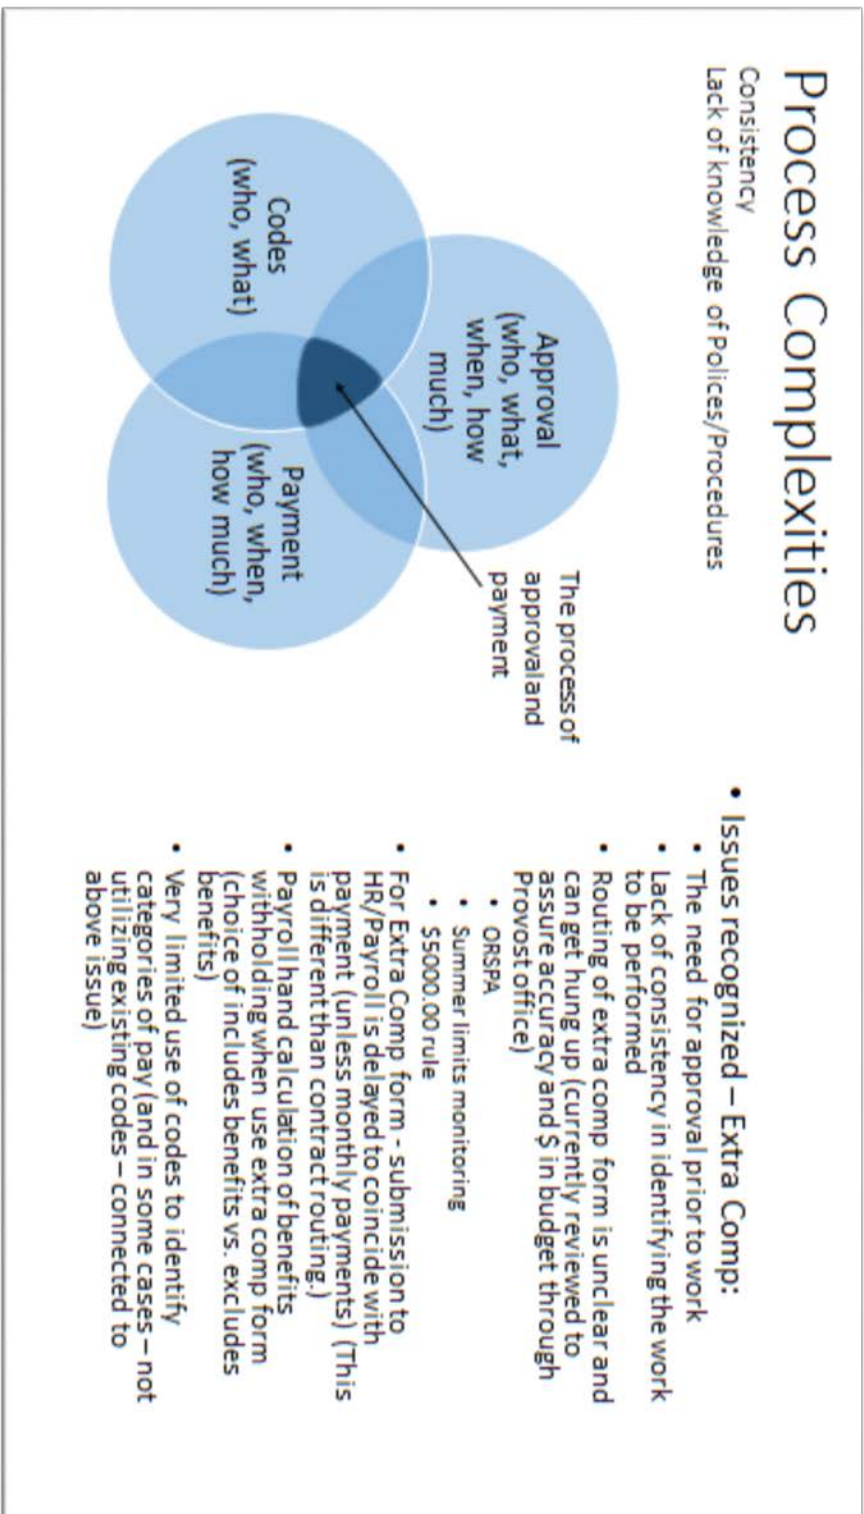 Process Complexities
Consistency
Lack of knowledge of Polices/Procedures
Approval
(who, what,
when, how
much)
Codes
(who, what)
Payment
(who, when,
how much)
The process of
approval and
payment
• Issues recognized – Extra Comp:
• The need for approval prior to work
• Lack of consistency in identifying the work
to be performed
• Routing of extra comp form is unclear and
can get hung up (currently reviewed to
assure accuracy and $ in budget through
Provost office)
• ORSPA
• Summer limits monitoring
• $5000.00 rule
• For Extra Comp form - submission to
HR/Payroll is delayed to coincide with
payment (unless monthly payments) (This
is different than contract routing.)
• Payroll hand calculation of benefits
withholding when use extra comp form
(choice of includes benefits vs. excludes
benefits)
• Very limited use of codes to identify
categories of pay (and in some cases – not
utilizing existing codes – connected to
above issue)